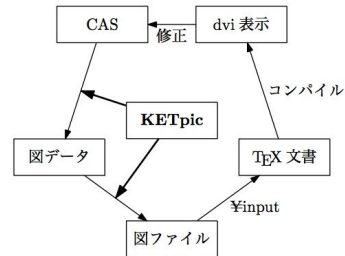 CAS
dvi 表示
修正
コンパイル
KETpic
図データ
TEX 文書
¥input
図ファイル